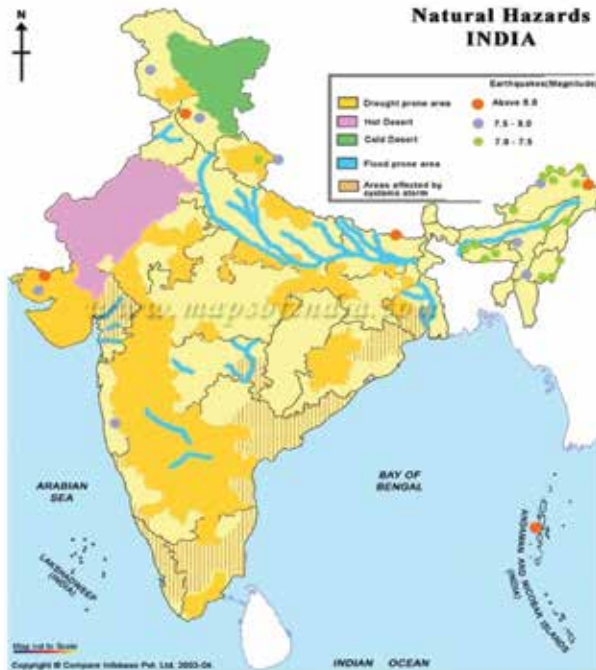 Natural Hazards
INDIA
N
Earthquakes(Magnitude)
Drought prone area
Hot Desert
Cold Desert
Flood prone area
Areas affected by
systems storm
Above 8.0
7.5 - 8.0
7.0 - 7.5
www.mapsofindia.com
ARABIAN
SEA
BAY OF
BENGAL
LAKSHADWEEP
(INDIA)
ANDAMAN AND NICOBAR ISLANDS
(INDIA)
Map not to Scale
Copyright © Compare Infobase Pvt. Ltd. 2003-04
INDIAN OCEAN